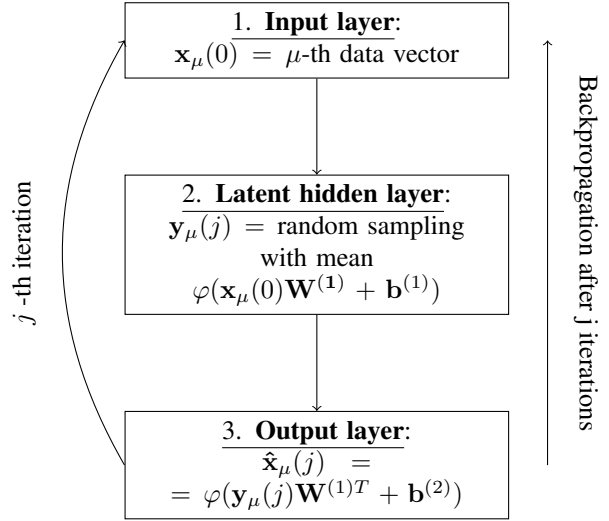 1. Input layer:
𝐱_μ(0) = μ-th data vector
2. Latent hidden layer:
𝐲_μ(j) = random sampling
with mean
φ(𝐱_μ(0)𝐖^(𝟏) + 𝐛^(1))
3. Output layer:
𝐱̂_μ(j) =
= φ(𝐲_μ(j)𝐖^(1)T + 𝐛^(2))
j -th iteration
Backpropagation after j iterations